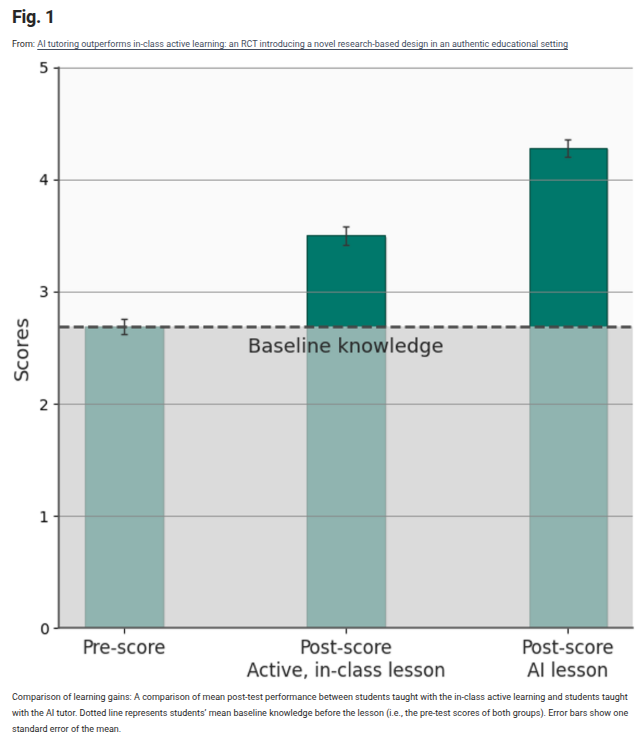 Fig. 1
From: AI tutoring outperforms in-class active learning: an RCT introducing a novel research-based design in an authentic educational setting
5
4
3
2
1
0
Scores
Baseline knowledge
Pre-score
Post-score
Active, in-class lesson
Post-score
AI lesson
Comparison of learning gains: A comparison of mean post-test performance between students taught with the in-class active learning and students taught
with the AI tutor. Dotted line represents students' mean baseline knowledge before the lesson (i.e., the pre-test scores of both groups). Error bars show one
standard error of the mean.